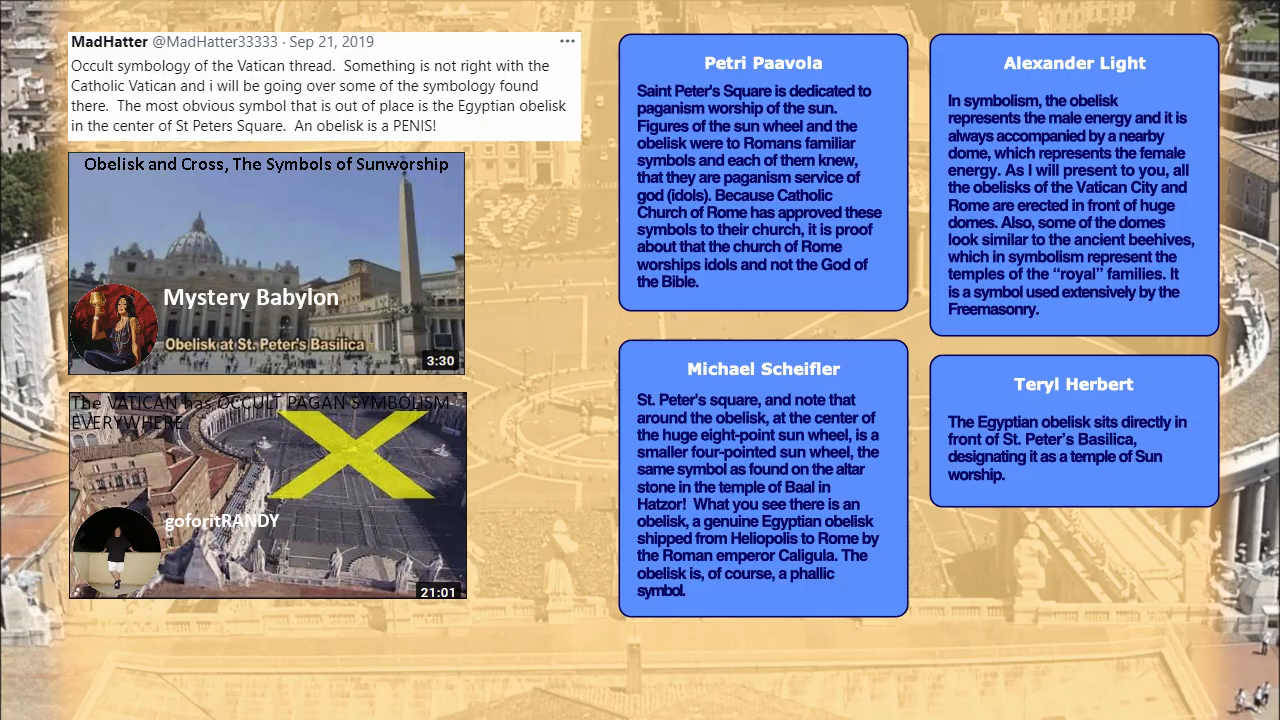 MadHatter @MadHatter33333 · Sep 21, 2019 ···
Occult symbology of the Vatican thread. Something is not right with the
Catholic Vatican and i will be going over some of the symbology found
there. The most obvious symbol that is out of place is the Egyptian obelisk
in the center of St Peters Square. An obelisk is a PENIS!
Obelisk and Cross, The Symbols of Sunworship
Mystery Babylon
Obelisk at St. Peter's Basilica
3:30
The VATICAN has OCCULT PAGAN SYMBOLISM
EVERYWHERE
goforitRANDY
21:01
Petri Paavola
Saint Peter's Square is dedicated to
paganism worship of the sun.
Figures of the sun wheel and the
obelisk were to Romans familiar
symbols and each of them knew,
that they are paganism service of
god (idols). Because Catholic
Church of Rome has approved these
symbols to their church, it is proof
about that the church of Rome
worships idols and not the God of
the Bible.
Michael Scheifler
St. Peter's square, and note that
around the obelisk, at the center of
the huge eight-point sun wheel, is a
smaller four-pointed sun wheel, the
same symbol as found on the altar
stone in the temple of Baal in
Hatzor! What you see there is an
obelisk, a genuine Egyptian obelisk
shipped from Heliopolis to Rome by
the Roman emperor Caligula. The
obelisk is, of course, a phallic
symbol.
Alexander Light
In symbolism, the obelisk
represents the male energy and it is
always accompanied by a nearby
dome, which represents the female
energy. As I will present to you, all
the obelisks of the Vatican City and
Rome are erected in front of huge
domes. Also, some of the domes
look similar to the ancient beehives,
which in symbolism represent the
temples of the “royal” families. It
is a symbol used extensively by the
Freemasonry.
Teryl Herbert
The Egyptian obelisk sits directly in
front of St. Peter’s Basilica,
designating it as a temple of Sun
worship.